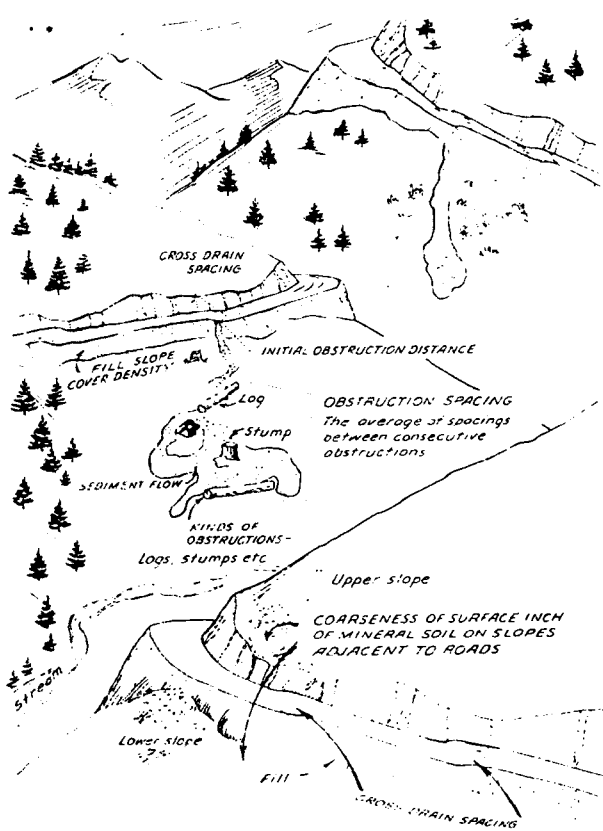 CROSS DRAIN
SPACING
INITIAL OBSTRUCTION DISTANCE
FILL SLOPE
COVER DENSITY
Log
OBSTRUCTION SPACING
The average of spacings
between consecutive
obstructions
Stump
SEDIMENT FLOW
KINDS OF
OBSTRUCTIONS-
Logs, stumps etc
Upper slope
COARSENESS OF SURFACE INCH
OF MINERAL SOIL ON SLOPES
ADJACENT TO ROADS
Stream
Lower slope
Fill
CROSS DRAIN SPACING